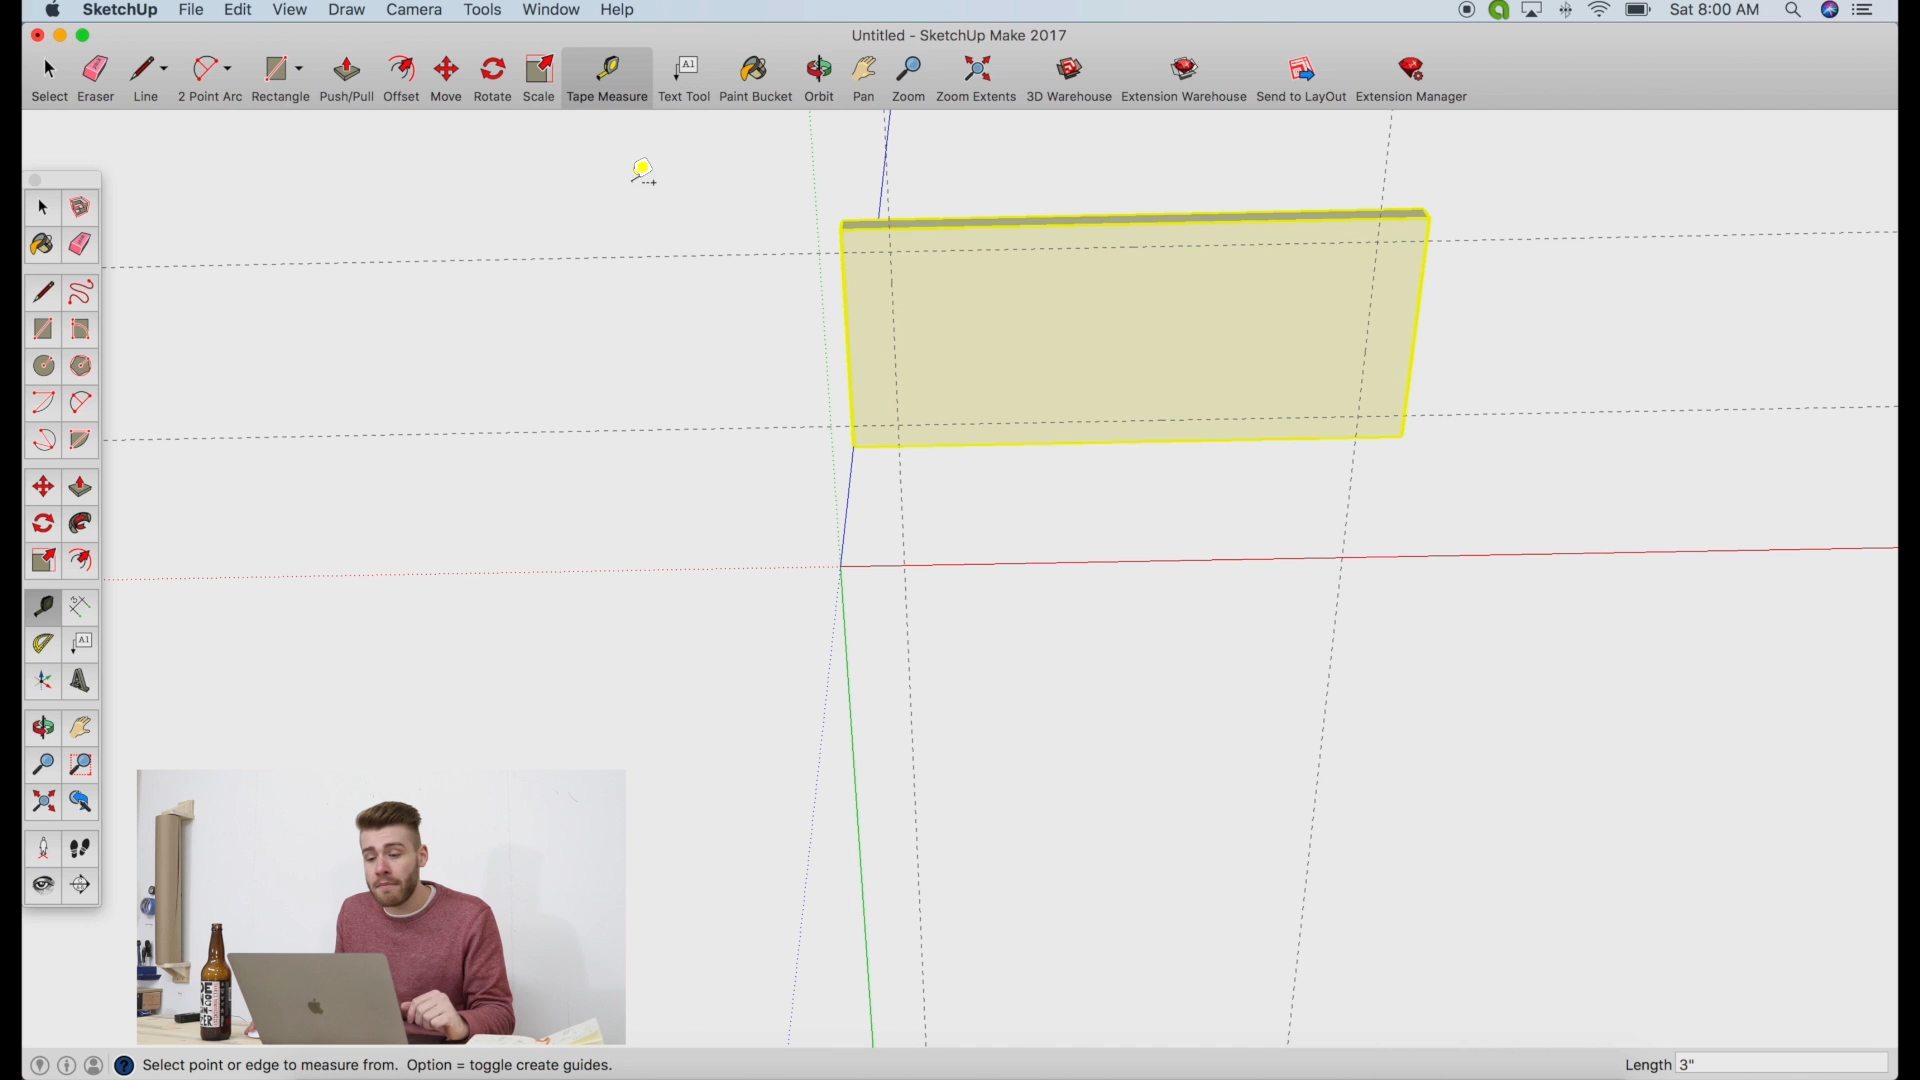 SketchUp File Edit View Draw Camera Tools Window Help Sat 8:00 AM
Untitled - SketchUp Make 2017
Select Eraser Line 2 Point Arc Rectangle Push/Pull Offset Move Rotate Scale Tape Measure Text Tool Paint Bucket Orbit Pan Zoom Zoom Extents 3D Warehouse Extension Warehouse Send to LayOut Extension Manager
A1
A1
Select point or edge to measure from. Option = toggle create guides. Length 3"